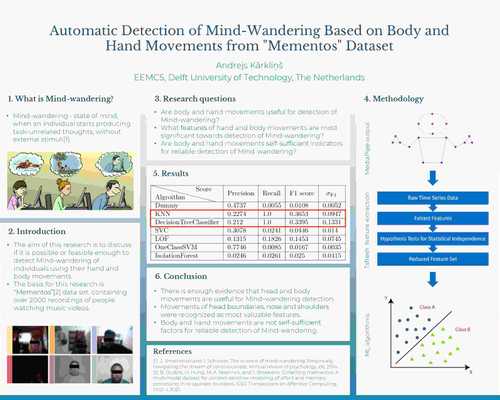 Automatic Detection of Mind-Wandering Based on Body and
Hand Movements from "Mementos" Dataset
Andrejs Kārkliņš
EEMCS, Delft University of Technology, The Netherlands
1. What is Mind-wandering?
• Mind-wandering - state of mind,
when an individual starts producing
task-unrelated thoughts, without
external stimuli[1].
2. Introduction
• The aim of this research is to discuss
if it is possible or feasible enough to
detect Mind-Wandering of
individuals using their hand and
body movements.
• The basis for this research is
"Mementos"[2] data set, containing
over 2000 recordings of people
watching music videos.
3. Research questions
• Are body and hand movements useful for detection of
Mind-wandering?
• What features of hand and body movements are most
significant towards detection of Mind-wandering?
• Are body and hand movements self-sufficient indicators
for reliable detection of Mind-wandering?
5. Results
Score
Algorithm
Precision Recall F1 score
Dummy 0.4737 0.0055 0.0108 0.0052
KNN 0.2274 1.0 0.3653 0.0947
DecisionTreeClassifier 0.212 1.0 0.3395 0.1331
SVC 0.3078 0.0241 0.0446 0.014
LOF 0.1315 0.1826 0.1453 0.0745
OneClassSVM 0.7746 0.0085 0.0167 0.0035
IsolationForest 0.0246 0.0261 0.025 0.0415
6. Conclusion
• There is enough evidence that head and body
movements are useful for Mind-wandering detection.
• Movements of head boundaries, nose and shoulders
were recognized as most valuable features.
• Body and hand movements are not self-sufficient
factors for reliable detection of Mind-wandering.
References
4. Methodology
MediaPipe output
Raw Time Series Data
Extract Features
Hypothesis Tests for Statistical Independence
Reduced Feature Set
Tsfresh feature extraction
ML algorithms
Y
Class A
Class B
X